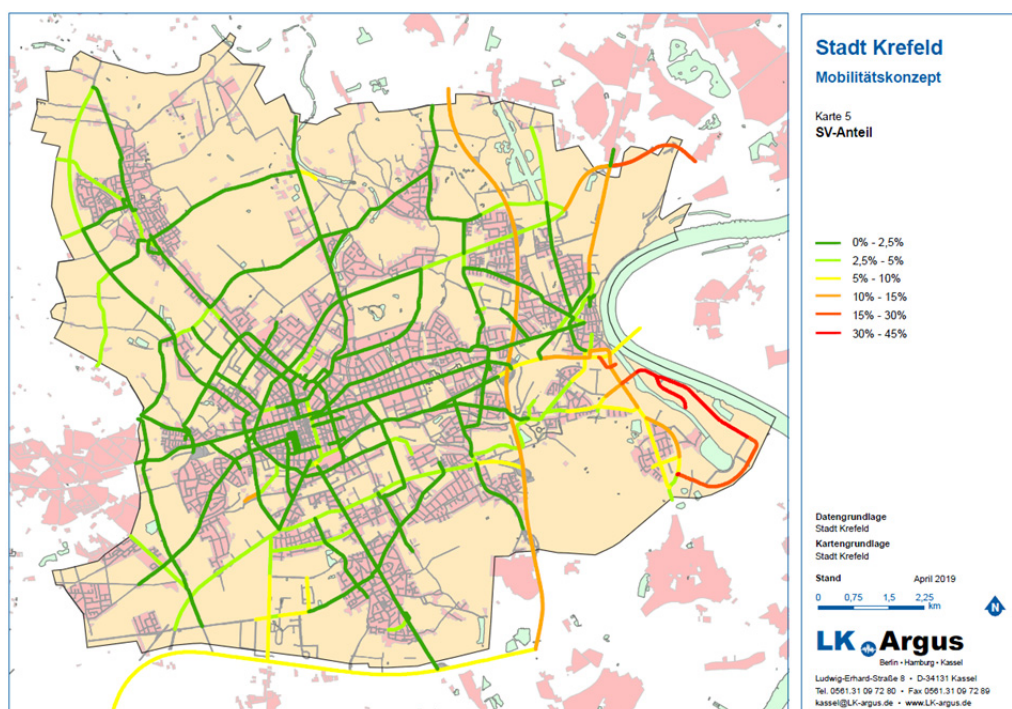 Stadt Krefeld
Mobilitätskonzept
Karte 5
SV-Anteil
0% - 2,5%
2,5% - 5%
5% - 10%
10% - 15%
15% - 30%
30% - 45%
Datengrundlage
Stadt Krefeld
Kartengrundlage
Stadt Krefeld
Stand April 2019
0 0,75 1,5 2,25
km
N
LK Argus
Berlin • Hamburg • Kassel
Ludwig-Erhard-Straße 8 • D-34131 Kassel
Tel. 0561.31 09 72 80 • Fax 0561.31 09 72 89
kassel@LK-argus.de • www.LK-argus.de